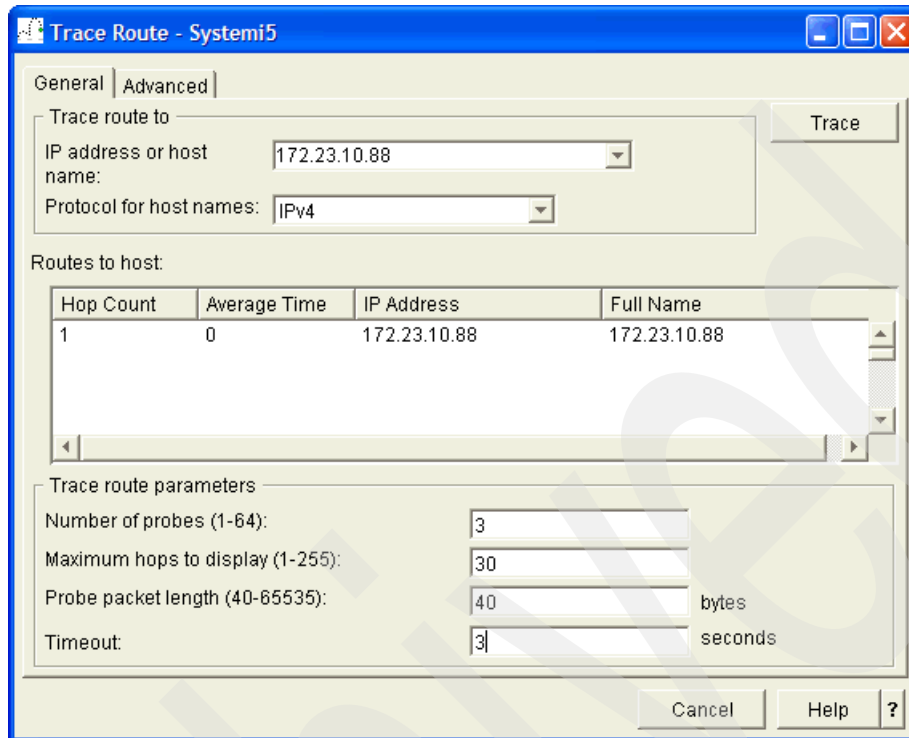 Trace Route - Systemi5
General
Advanced
Trace route to
Trace
IP address or host
name:
172.23.10.88
Protocol for host names:
IPv4
Routes to host:
Hop Count Average Time IP Address Full Name
1 0 172.23.10.88 172.23.10.88
Trace route parameters
Number of probes (1-64): 3
Maximum hops to display (1-255): 30
Probe packet length (40-65535): 40 bytes
Timeout: 3 seconds
Cancel
Help
?